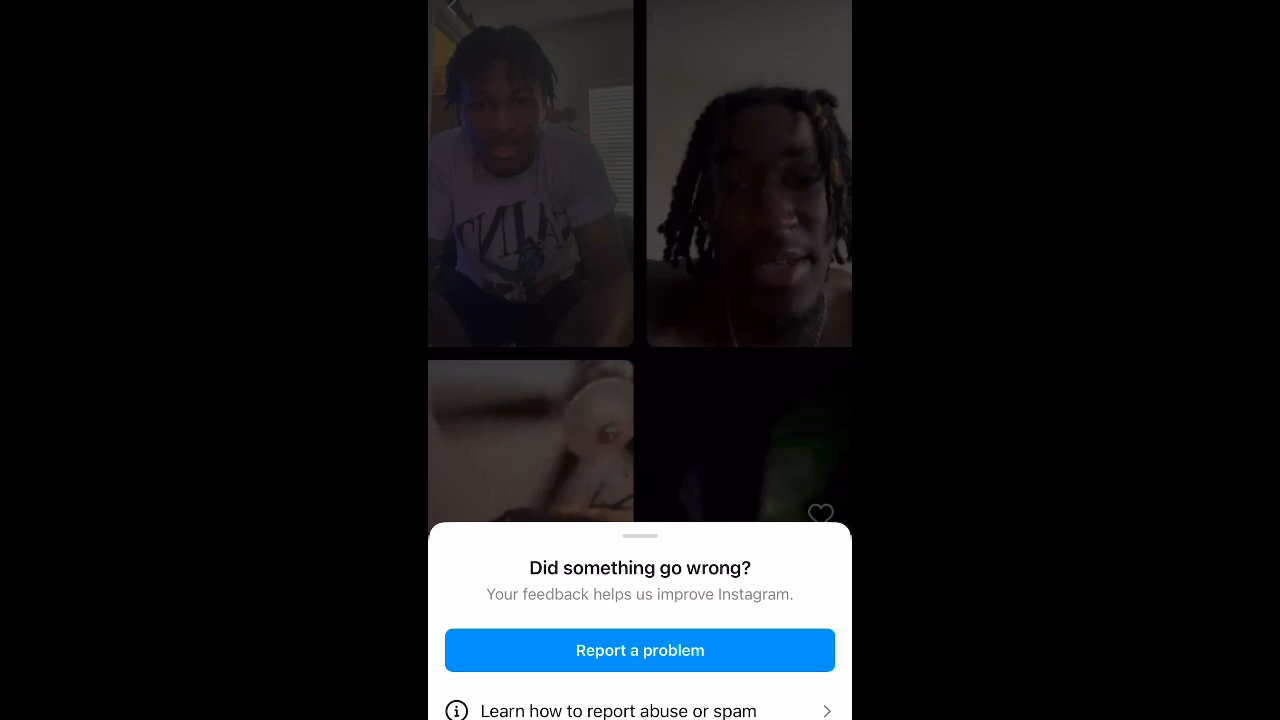 Did something go wrong?
Your feedback helps us improve Instagram.
Report a problem
Learn how to report abuse or spam